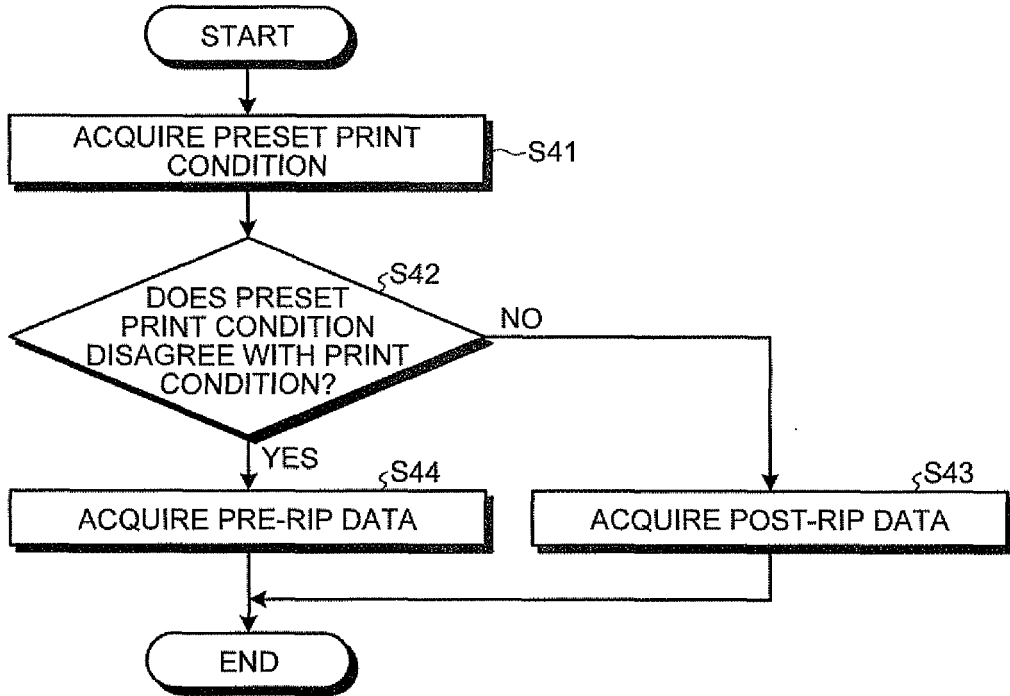 START
ACQUIRE PRESET PRINT
CONDITION
S41
S42
DOES PRESET
PRINT CONDITION
DISAGREE WITH PRINT
CONDITION?
NO
YES
S44
ACQUIRE PRE-RIP DATA
S43
ACQUIRE POST-RIP DATA
END